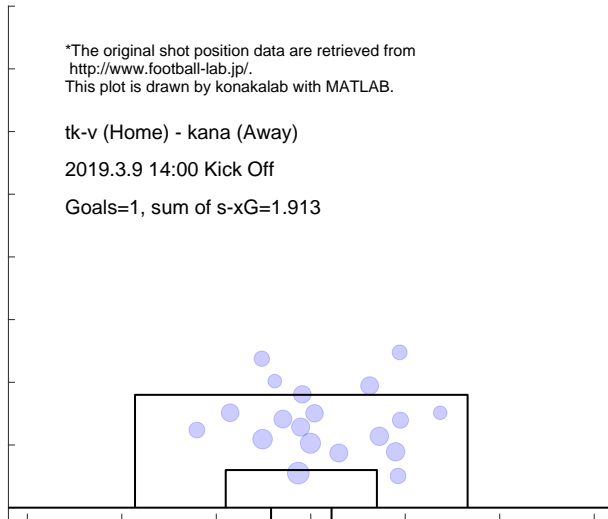 *The original shot position data are retrieved from
http://www.football-lab.jp/.
This plot is drawn by konakalab with MATLAB.
tk-v (Home) - kana (Away)
2019.3.9 14:00 Kick Off
Goals=1, sum of s-xG=1.913